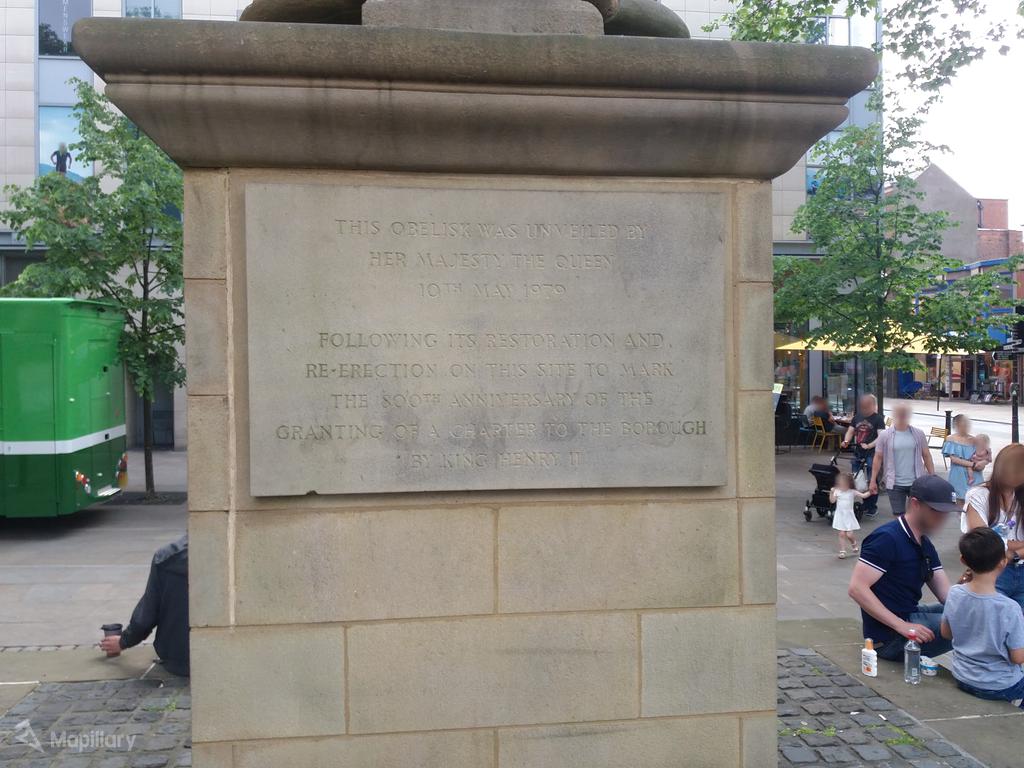 THIS OBELISK WAS UNVEILED BY
HER MAJESTY THE QUEEN
10TH MAY 1979
FOLLOWING ITS RESTORATION AND
RE-ERECTION ON THIS SITE TO MARK
THE 800TH ANNIVERSARY OF THE
GRANTING OF A CHARTER TO THE BOROUGH
BY KING HENRY II
Mapillary